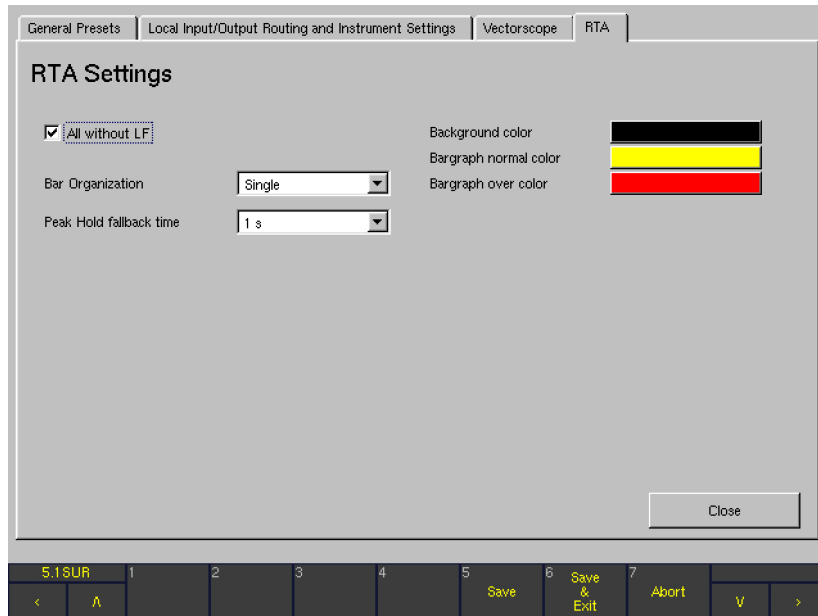 General Presets
Local Input/Output Routing and Instrument Settings
Vectorscope
RTA
RTA Settings
All without LF
Background color
Bargraph normal color
Bar Organization
Single
Bargraph over color
Peak Hold fallback time
1 s
Close
5.1SUR
1
2
3
4
5
Save
6
Save
&
Exit
7
Abort
<
Λ
V
>